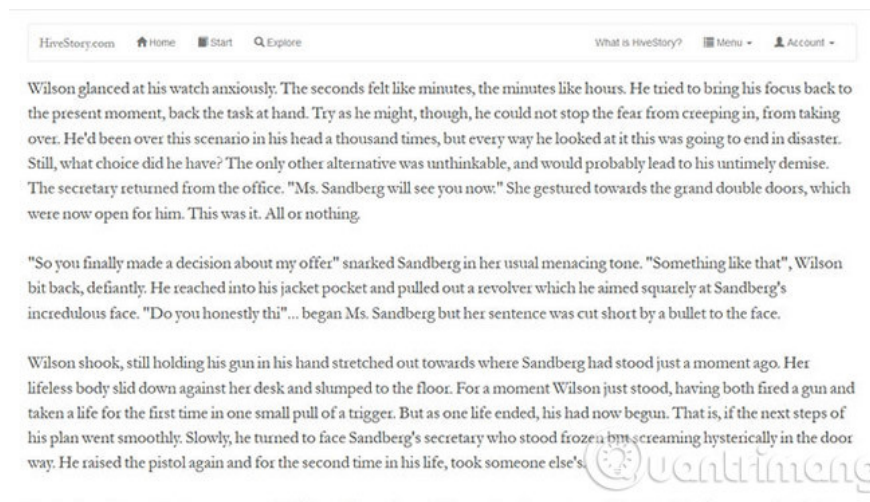 HiveStory.com Home Start Explore What is HiveStory? Menu Account
Wilson glanced at his watch anxiously. The seconds felt like minutes, the minutes like hours. He tried to bring his focus back to
the present moment, back the task at hand. Try as he might, though, he could not stop the fear from creeping in, from taking
over. He'd been over this scenario in his head a thousand times, but every way he looked at it this was going to end in disaster.
Still, what choice did he have? The only other alternative was unthinkable, and would probably lead to his untimely demise.
The secretary returned from the office. "Ms. Sandberg will see you now." She gestured towards the grand double doors, which
were now open for him. This was it. All or nothing.
"So you finally made a decision about my offer" snarked Sandberg in her usual menacing tone. "Something like that", Wilson
bit back, defiantly. He reached into his jacket pocket and pulled out a revolver which he aimed squarely at Sandberg's
incredulous face. "Do you honestly thi"... began Ms. Sandberg but her sentence was cut short by a bullet to the face.
Wilson shook, still holding his gun in his hand stretched out towards where Sandberg had stood just a moment ago. Her
lifeless body slid down against her desk and slumped to the floor. For a moment Wilson just stood, having both fired a gun and
taken a life for the first time in one small pull of a trigger. But as one life ended, his had now begun. That is, if the next steps of
his plan went smoothly. Slowly, he turned to face Sandberg's secretary who stood frozen but screaming hysterically in the door
way. He raised the pistol again and for the second time in his life, took someone else's.
uantrimang